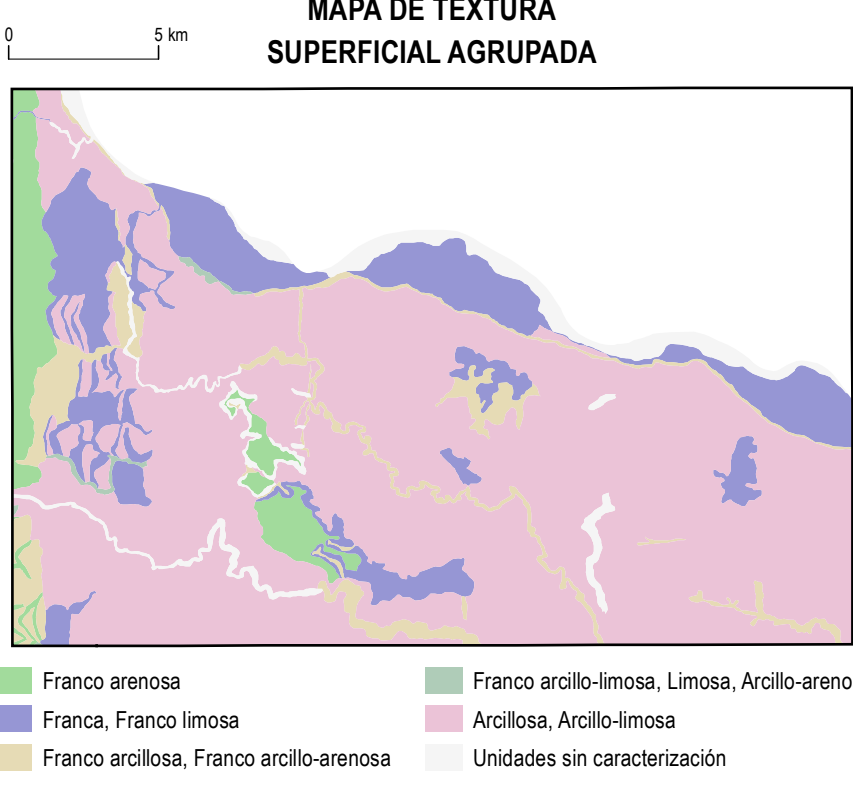 MAPA DE TEXTURA
SUPERFICIAL AGRUPADA
0 5 km
Franco arenosa
Franca, Franco limosa
Franco arcillosa, Franco arcillo-arenosa
Franco arcillo-limosa, Limosa, Arcillo-areno
Arcillosa, Arcillo-limosa
Unidades sin caracterización